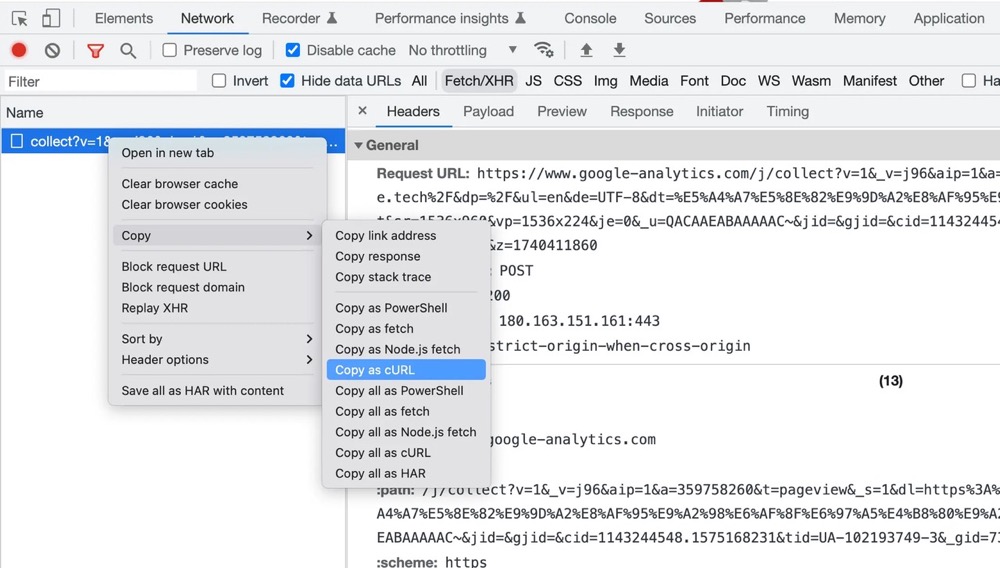 Elements Network Recorder Performance insights Console Sources Performance Memory Application
Preserve log Disable cache No throttling
Filter Invert Hide data URLs All Fetch/XHR JS CSS Img Media Font Doc WS Wasm Manifest Other Ha
Name
× Headers Payload Preview Response Initiator Timing
collect?v=1&
General
Request URL: https://www.google-analytics.com/j/collect?v=1&_v=j96&aip=1&a=
e.tech%2F&dp=%2F&ul=en&de=UTF-8&dt=%E5%A4%A7%E5%8E%82%E9%9D%A2%E8%AF%95%E9
t&sr=1536x960&vp=1536x224&je=0&_u=QACAAEABAAAAAC~&jid=&gjid=&cid=114324454
&z=1740411860
: POST
200
180.163.151.161:443
strict-origin-when-cross-origin
(13)
google-analytics.com
:path: /j/collect?v=1&_v=j96&aip=1&a=359758260&t=pageview&_s=1&dl=https%3A%
A4%A7%E5%8E%82%E9%9D%A2%E8%AF%95%E9%A2%98%E6%AF%8F%E6%97%A5%E4%B8%80%E9%A2
EABAAAAAC~&jid=&gjid=&cid=1143244548.1575168231&tid=UA-102193749-3&_gid=71
:scheme: https
Open in new tab
Clear browser cache
Clear browser cookies
Copy
Block request URL
Block request domain
Replay XHR
Sort by
Header options
Save all as HAR with content
Copy link address
Copy response
Copy stack trace
Copy as PowerShell
Copy as fetch
Copy as Node.js fetch
Copy as cURL
Copy all as PowerShell
Copy all as fetch
Copy all as Node.js fetch
Copy all as cURL
Copy all as HAR